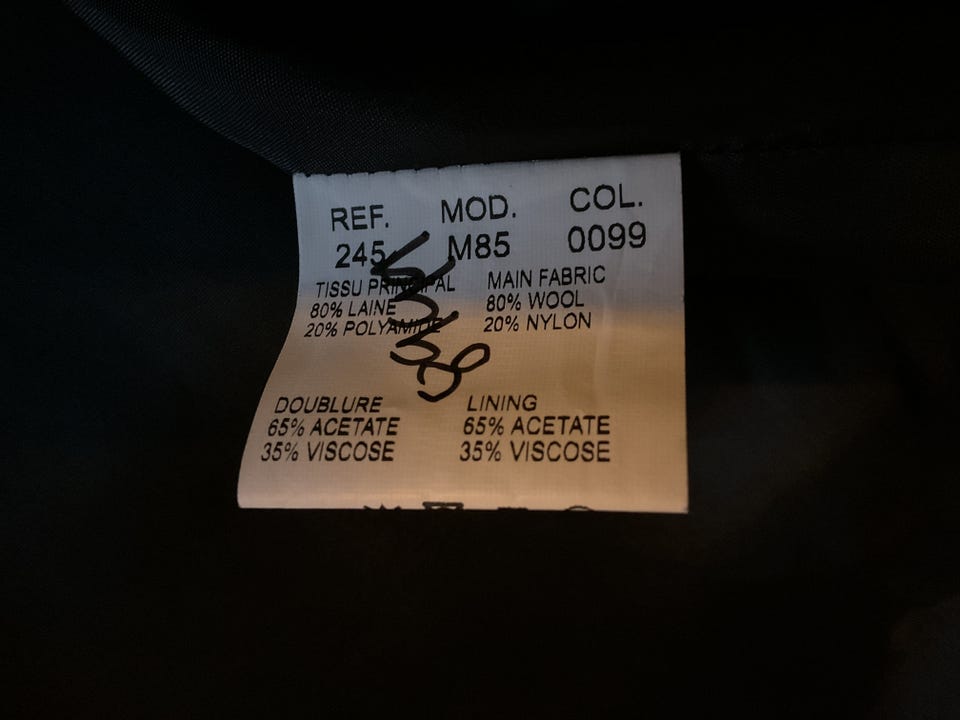 REF. MOD. COL.
245 M85 0099
TISSU PRINCIPAL MAIN FABRIC
80% LAINE 80% WOOL
20% POLYAMIDE 20% NYLON
DOUBLURE LINING
65% ACETATE 65% ACETATE
35% VISCOSE 35% VISCOSE